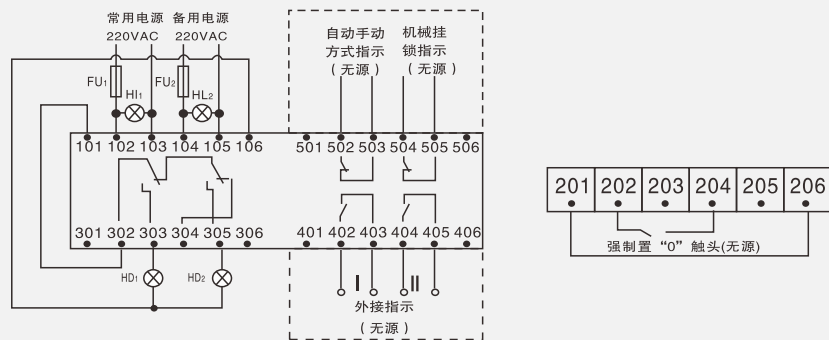 常用电源 备用电源
220VAC 220VAC
FU1 HI1 FU2 HL2
自动手动
方式指示
(无源)
机械挂
锁指示
(无源)
101 102 103 104 105 106 501 502 503 504 505 506
301 302 303 304 305 306 401 402 403 404 405 406
HD1 HD2
I II
外接指示
(无源)
201 202 203 204 205 206
强制置“0”触头(无源)